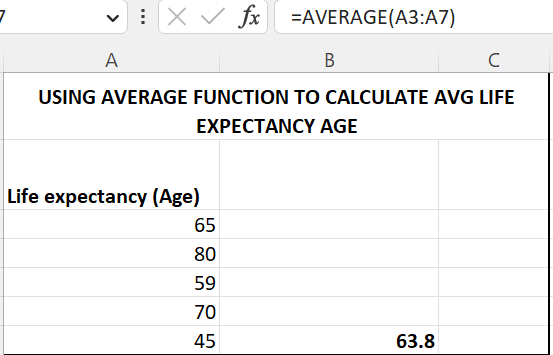 7 =AVERAGE(A3:A7)
A B C
USING AVERAGE FUNCTION TO CALCULATE AVG LIFE
EXPECTANCY AGE
Life expectancy (Age)
65
80
59
70
45 63.8